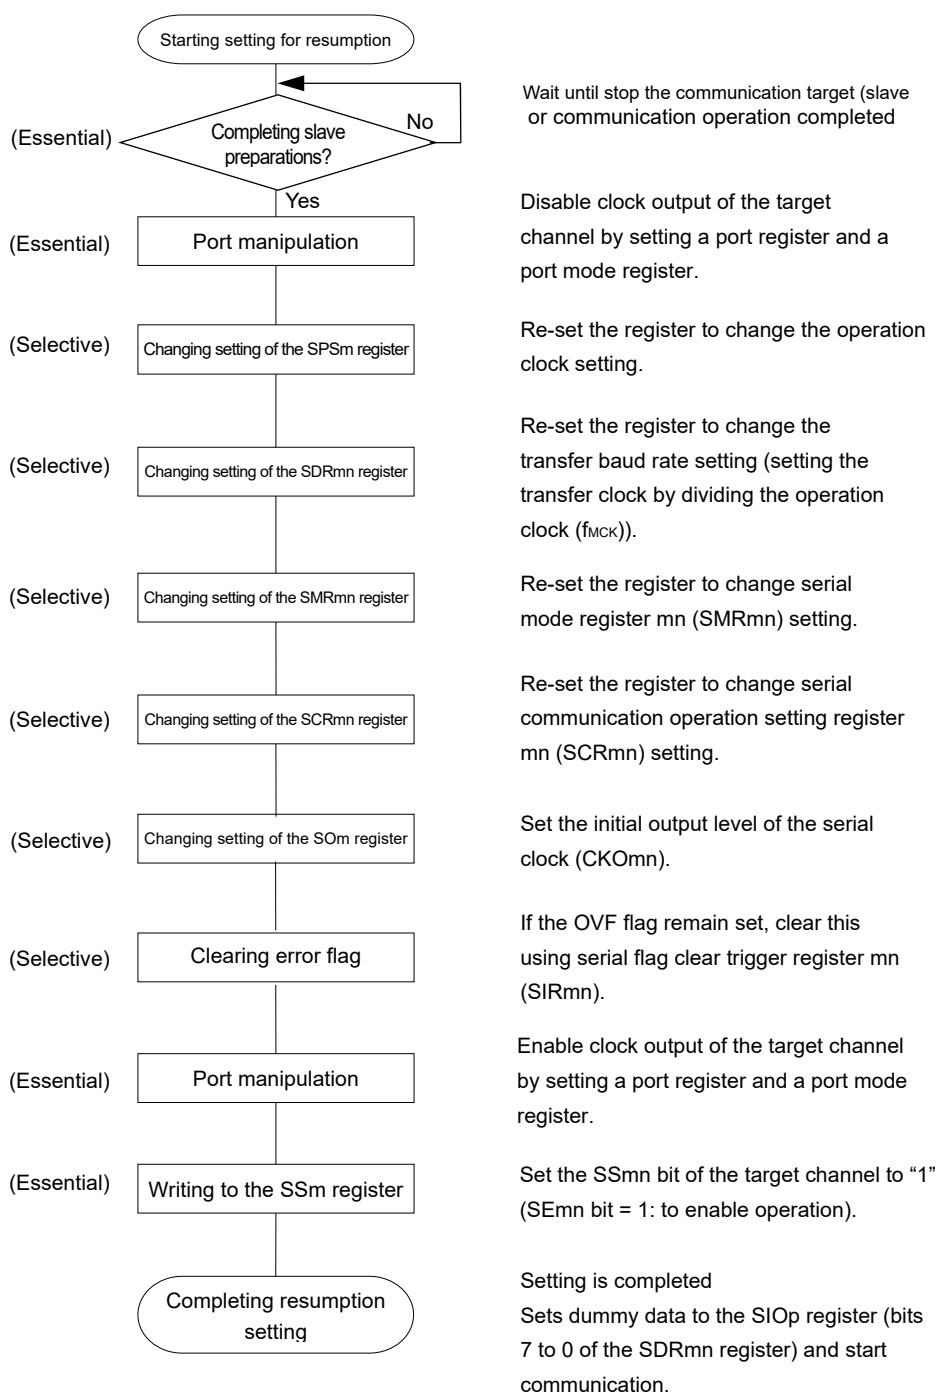 Starting setting for resumption
Wait until stop the communication target (slave
or communication operation completed
(Essential)
Completing slave
preparations?
No
Yes
(Essential)
Port manipulation
Disable clock output of the target
channel by setting a port register and a
port mode register.
(Selective)
Changing setting of the SPSm register
Re-set the register to change the operation
clock setting.
(Selective)
Changing setting of the SDRmn register
Re-set the register to change the
transfer baud rate setting (setting the
transfer clock by dividing the operation
clock (fMCK)).
(Selective)
Changing setting of the SMRmn register
Re-set the register to change serial
mode register mn (SMRmn) setting.
(Selective)
Changing setting of the SCRmn register
Re-set the register to change serial
communication operation setting register
mn (SCRmn) setting.
(Selective)
Changing setting of the SOm register
Set the initial output level of the serial
clock (CKOmn).
(Selective)
Clearing error flag
If the OVF flag remain set, clear this
using serial flag clear trigger register mn
(SIRmn).
(Essential)
Port manipulation
Enable clock output of the target channel
by setting a port register and a port mode
register.
(Essential)
Writing to the SSm register
Set the SSmn bit of the target channel to “1”
(SEmn bit = 1: to enable operation).
Completing resumption
setting
Setting is completed
Sets dummy data to the SIOp register (bits
7 to 0 of the SDRmn register) and start
communication.